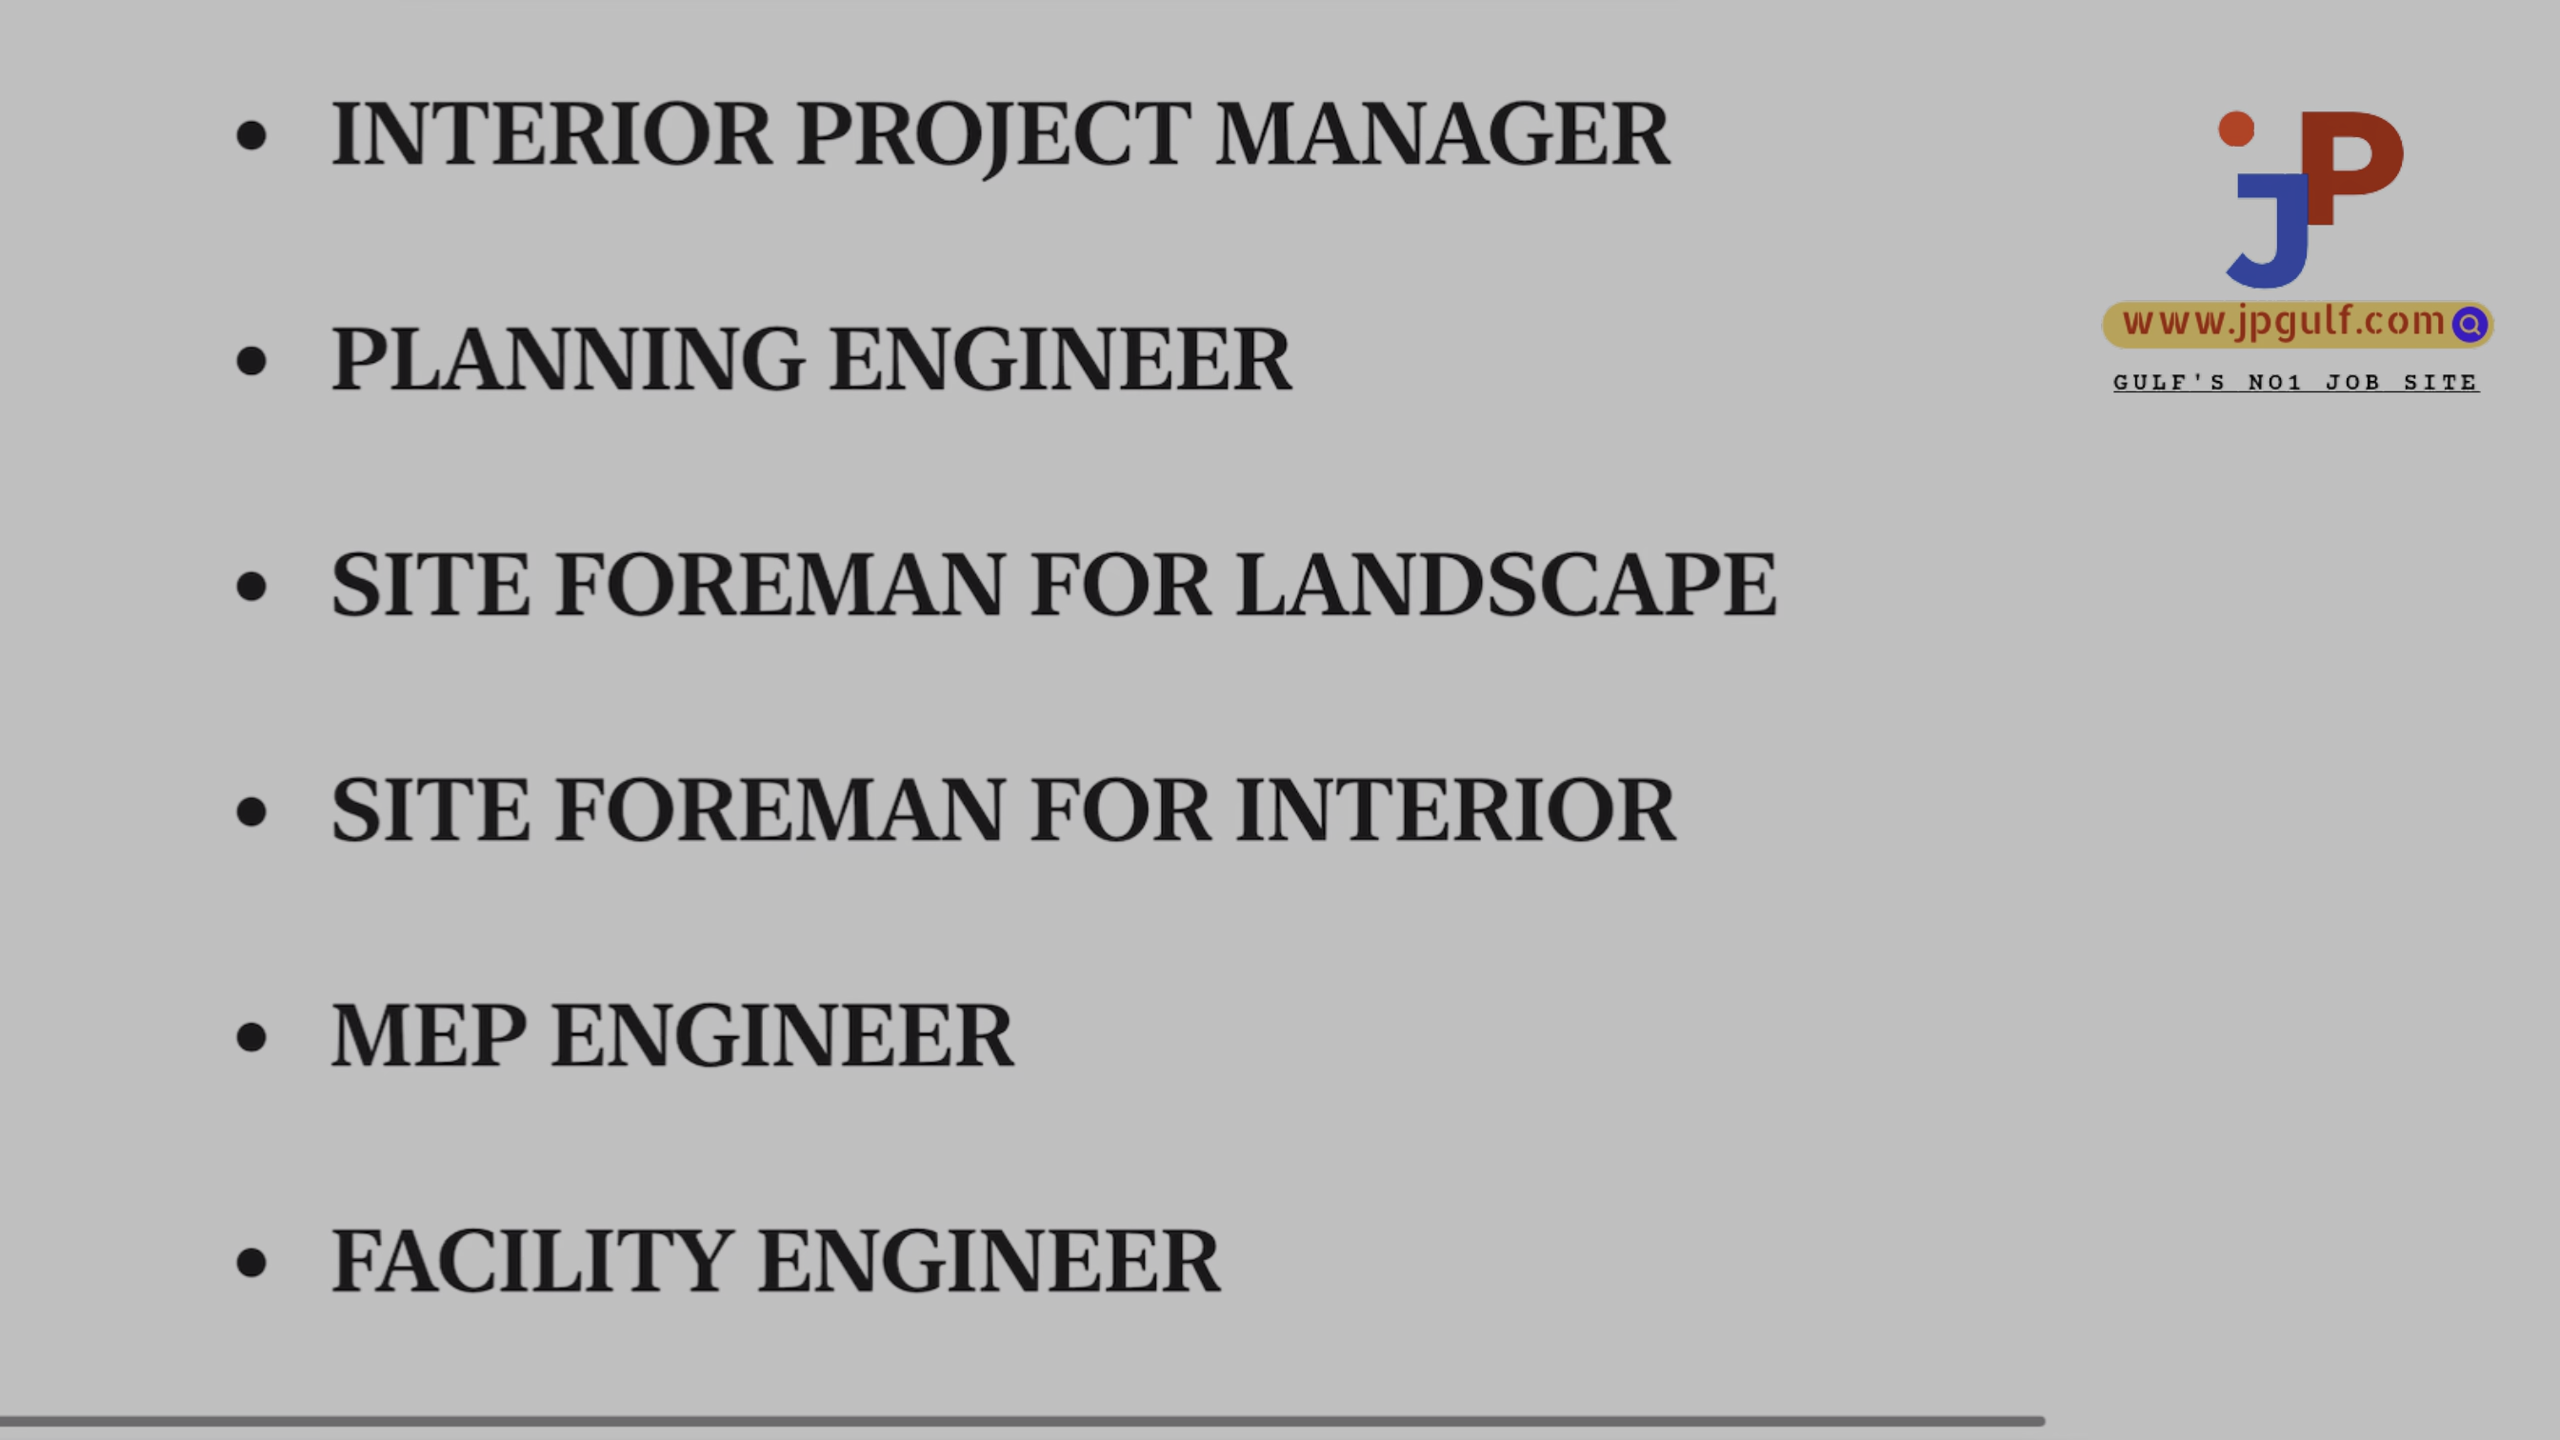 • INTERIOR PROJECT MANAGER
• PLANNING ENGINEER
• SITE FOREMAN FOR LANDSCAPE
• SITE FOREMAN FOR INTERIOR
• MEP ENGINEER
• FACILITY ENGINEER
JP
www.jpgulf.com
GULF'S NO1 JOB SITE